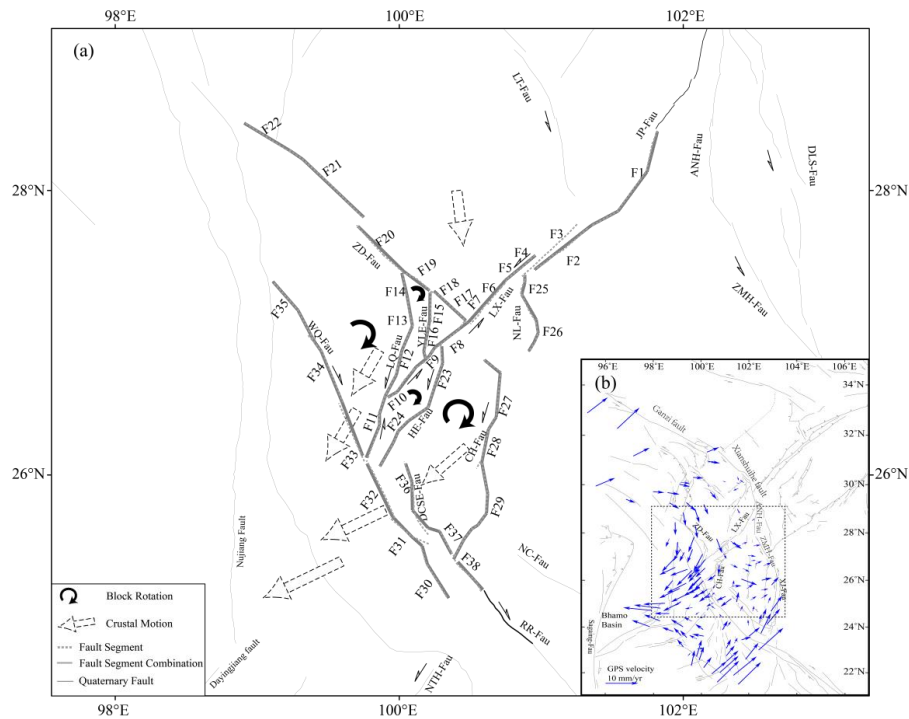 98°E 100°E 102°E
(a)
28°N 28°N
26°N 26°N
98°E 100°E 102°E
LT-Fau
JP-Fau
ANH-Fau
DLS-Fau
ZMH-Fau
F22
F21
F20
ZD-Fau
F19
F18
F17
F1
F2
F3
F4
F5
F6
F7
LX-Fau
F8
F9
F10
F11
F12
F13
F14
F15
F16
YLE-Fau
LQ-Fau
F23
F24
HE-Fau
F25
NL-Fau
F26
F27
CH-Fau
F28
F29
F35
WQ-Fau
F34
F33
F32
F31
F30
F36
DCSE-Fau
F37
F38
NC-Fau
RR-Fau
NTH-Fau
Nujiang Fault
Dayingjiang fault
Block Rotation
Crustal Motion
Fault Segment
Fault Segment Combination
Quaternary Fault
96°E 98°E 100°E 102°E 104°E
(b)
34°N
32°N
30°N
28°N
26°N
24°N
22°N
Ganzi fault
Xianshuihe fault
LX-Fau
ANH-Fau
ZMH-Fau
ZD-Fau
CH-Fau
XJ-Fau
Bhamo
Basin
GPS velocity
10 mm/yr